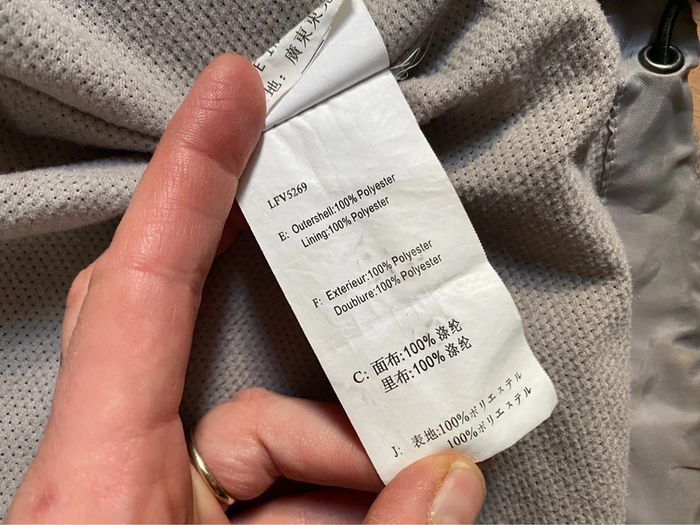 地: 廣東東莞
LFV5269
E: Outershell:100% Polyester
Lining:100% Polyester
F: Exterieur:100% Polyester
Doublure:100% Polyester
C: 面布:100% 涤纶
里布:100% 涤纶
J: 表地:100%ポリエステル
100%ポリエステル